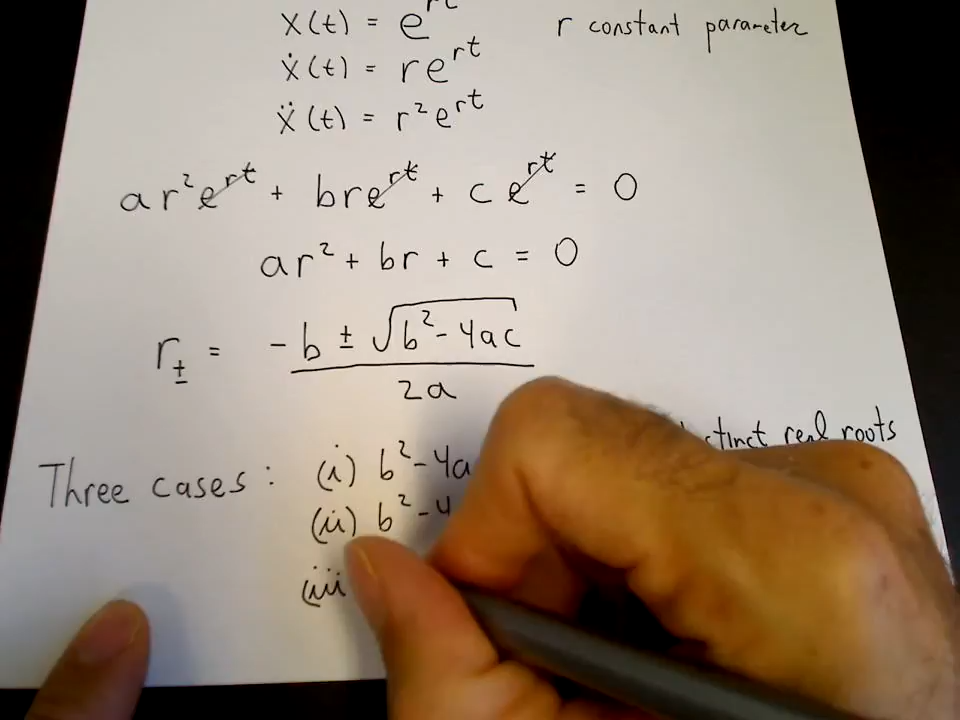 x(t) = e^rt r constant parameter
ẋ(t) = re^rt
ẍ(t) = r²e^rt
ar²e^rt + bre^rt + ce^rt = 0
ar² + br + c = 0
r± = -b ± √b²-4ac
2a
real roots
Three cases: (i) b²-4a
(ii) b²-4
(iii